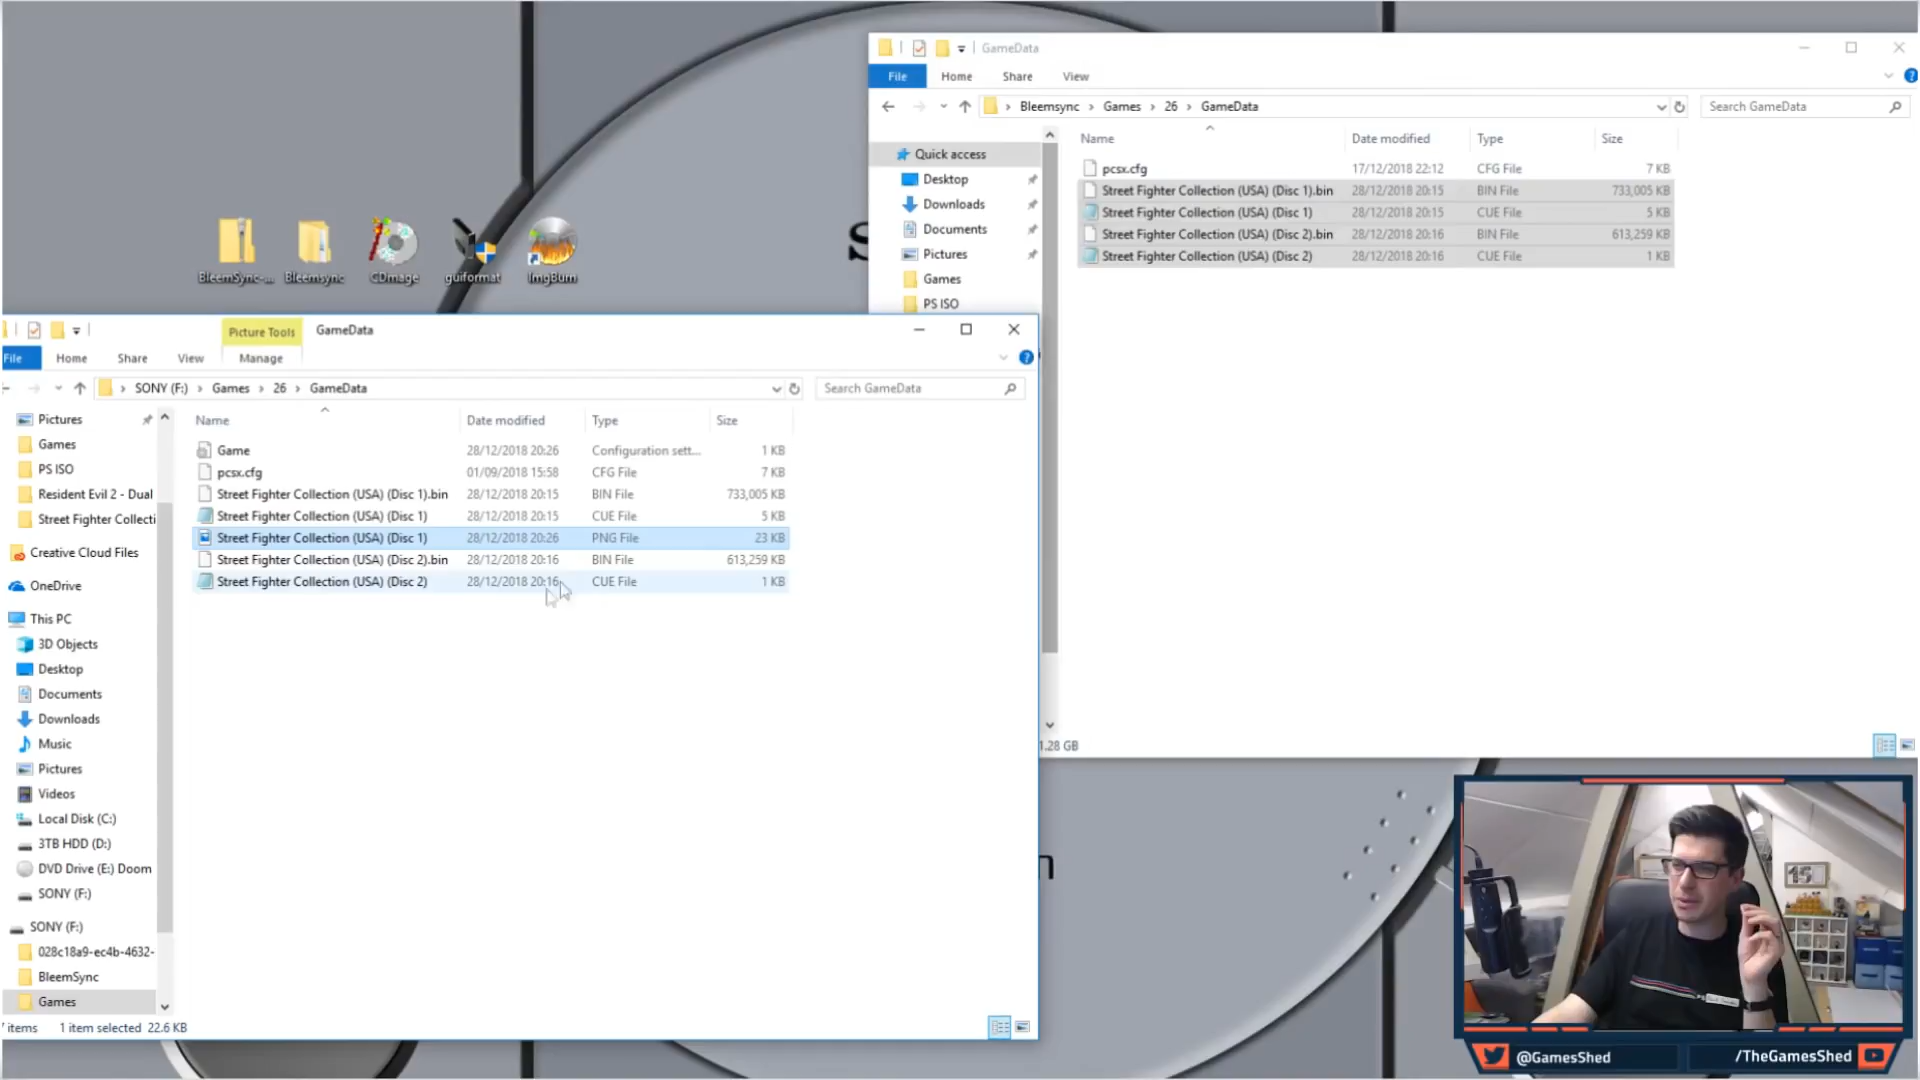 GameData
File
Home
Share
View
Bleemsync
Games
26
GameData
Search GameData
Name
Date modified
Type
Size
Quick access
Desktop
Downloads
Documents
Pictures
Games
PS ISO
pcsx.cfg 17/12/2018 22:12 CFG File 7 KB
Street Fighter Collection (USA) (Disc 1).bin 28/12/2018 20:15 BIN File 733,005 KB
Street Fighter Collection (USA) (Disc 1) 28/12/2018 20:15 CUE File 5 KB
Street Fighter Collection (USA) (Disc 2).bin 28/12/2018 20:16 BIN File 613,259 KB
Street Fighter Collection (USA) (Disc 2) 28/12/2018 20:16 CUE File 1 KB
1.28 GB
BleemSync-...
Bleemsync
CDmage
guiformat
ImgBurn
Picture Tools
GameData
File
Home
Share
View
Manage
SONY (F:)
Games
26
GameData
Search GameData
Name
Date modified
Type
Size
Game 28/12/2018 20:26 Configuration sett... 1 KB
pcsx.cfg 01/09/2018 15:58 CFG File 7 KB
Street Fighter Collection (USA) (Disc 1).bin 28/12/2018 20:15 BIN File 733,005 KB
Street Fighter Collection (USA) (Disc 1) 28/12/2018 20:15 CUE File 5 KB
Street Fighter Collection (USA) (Disc 1) 28/12/2018 20:26 PNG File 23 KB
Street Fighter Collection (USA) (Disc 2).bin 28/12/2018 20:16 BIN File 613,259 KB
Street Fighter Collection (USA) (Disc 2) 28/12/2018 20:16 CUE File 1 KB
Pictures
Games
PS ISO
Resident Evil 2 - Dual
Street Fighter Collecti
Creative Cloud Files
OneDrive
This PC
3D Objects
Desktop
Documents
Downloads
Music
Pictures
Videos
Local Disk (C:)
3TB HDD (D:)
DVD Drive (E:) Doom
SONY (F:)
SONY (F:)
028c18a9-ec4b-4632-
BleemSync
Games
items 1 item selected 22.6 KB
@GamesShed
/TheGamesShed